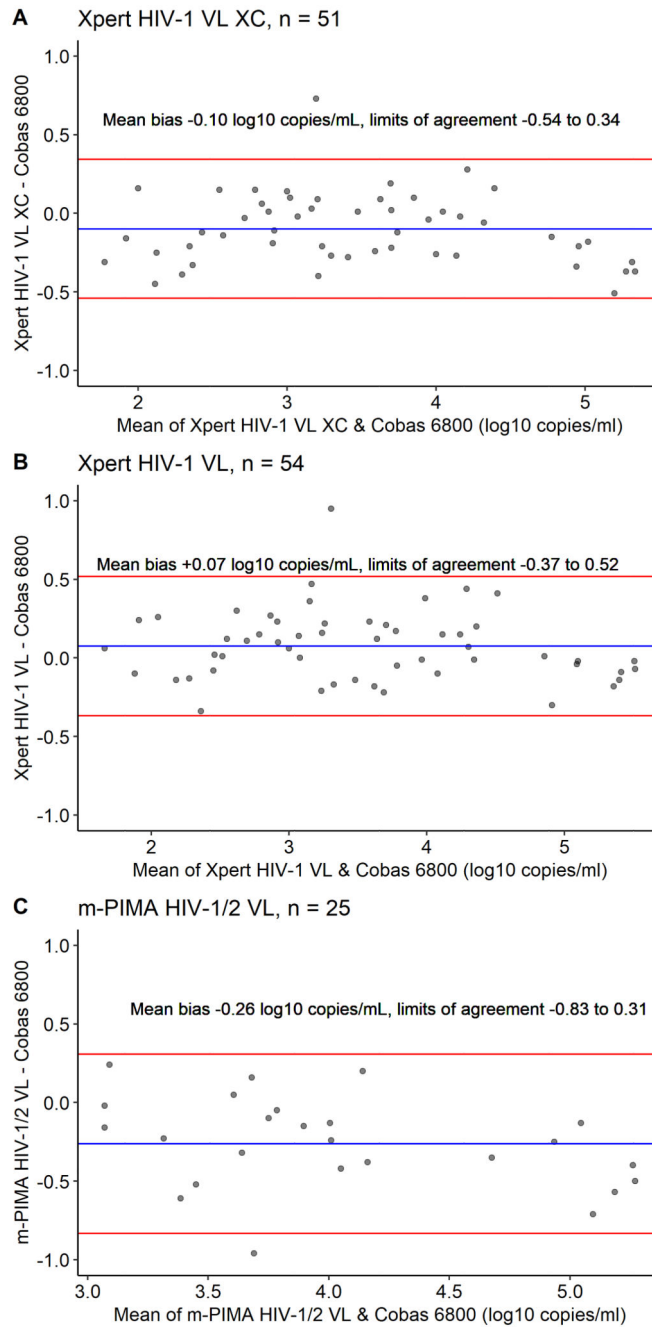 A
Xpert HIV-1 VL XC, n = 51
Mean bias -0.10 log10 copies/mL, limits of agreement -0.54 to 0.34
Xpert HIV-1 VL XC - Cobas 6800
1.0
0.5
0.0
-0.5
-1.0
2 3 4 5
Mean of Xpert HIV-1 VL XC & Cobas 6800 (log10 copies/ml)
B
Xpert HIV-1 VL, n = 54
Mean bias +0.07 log10 copies/mL, limits of agreement -0.37 to 0.52
Xpert HIV-1 VL - Cobas 6800
1.0
0.5
0.0
-0.5
-1.0
2 3 4 5
Mean of Xpert HIV-1 VL & Cobas 6800 (log10 copies/ml)
C
m-PIMA HIV-1/2 VL, n = 25
Mean bias -0.26 log10 copies/mL, limits of agreement -0.83 to 0.31
m-PIMA HIV-1/2 VL - Cobas 6800
1.0
0.5
0.0
-0.5
-1.0
3.0 3.5 4.0 4.5 5.0
Mean of m-PIMA HIV-1/2 VL & Cobas 6800 (log10 copies/ml)